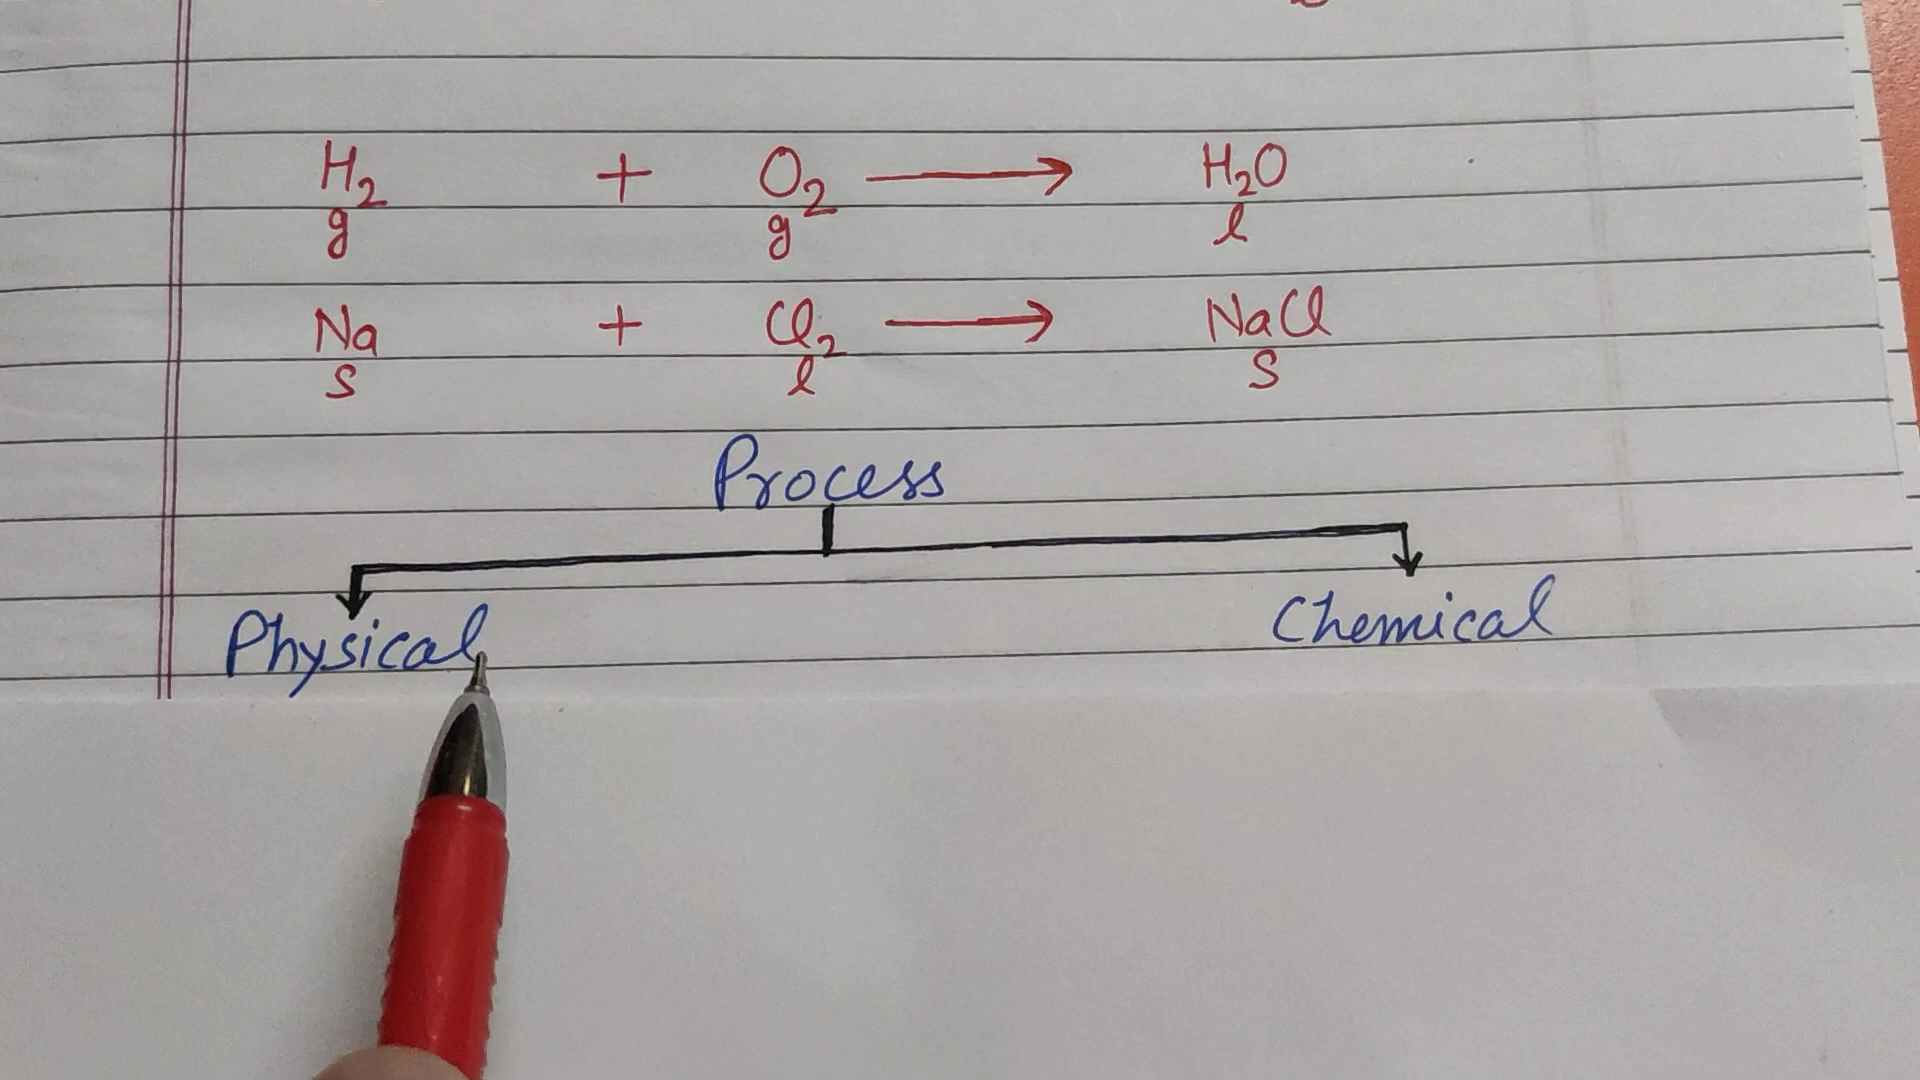 H₂ + O₂ → H₂O
g g l
Na + Cl₂ → NaCl
s l s
Process
Physical Chemical